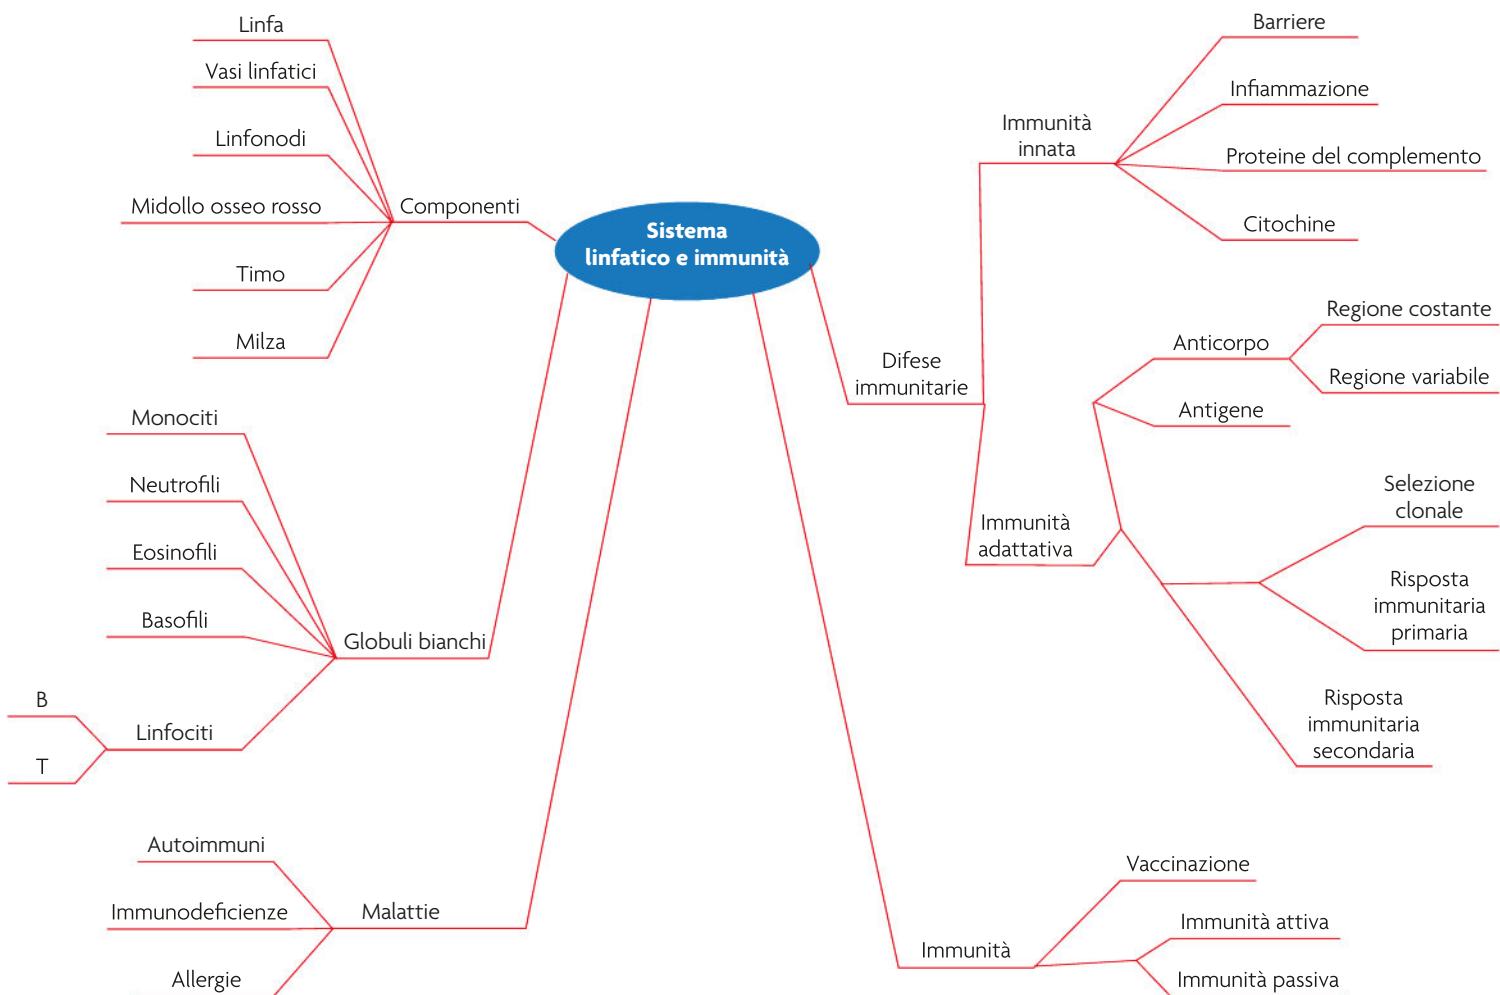 Sistema
linfatico e immunità
Componenti
Linfa
Vasi linfatici
Linfonodi
Midollo osseo rosso
Timo
Milza
Globuli bianchi
Monociti
Neutrofili
Eosinofili
Basofili
Linfociti
B
T
Malattie
Autoimmuni
Immunodeficienze
Allergie
Difese
immunitarie
Immunità
innata
Barriere
Infiammazione
Proteine del complemento
Citochine
Immunità
adattativa
Anticorpo
Regione costante
Regione variabile
Antigene
Selezione
clonale
Risposta
immunitaria
primaria
Risposta
immunitaria
secondaria
Immunità
Vaccinazione
Immunità attiva
Immunità passiva